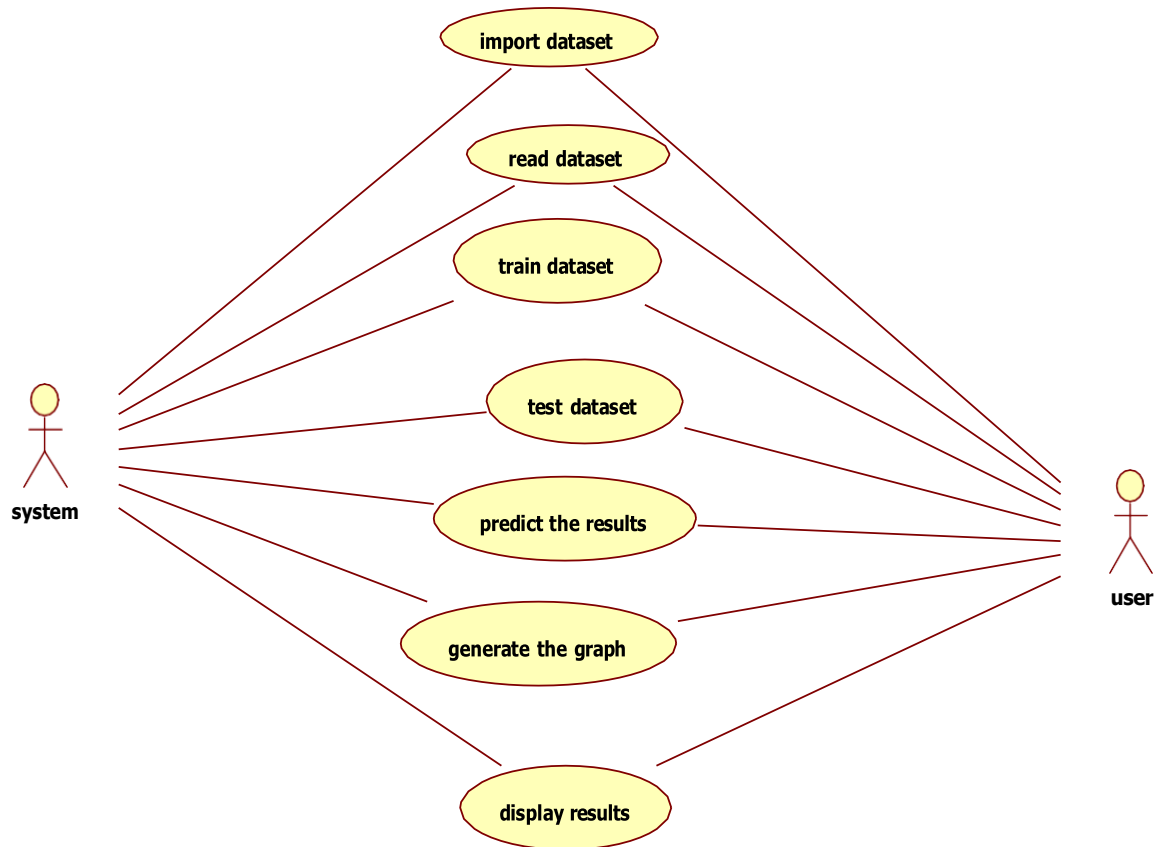 import dataset
read dataset
train dataset
test dataset
system
predict the results
user
generate the graph
display results